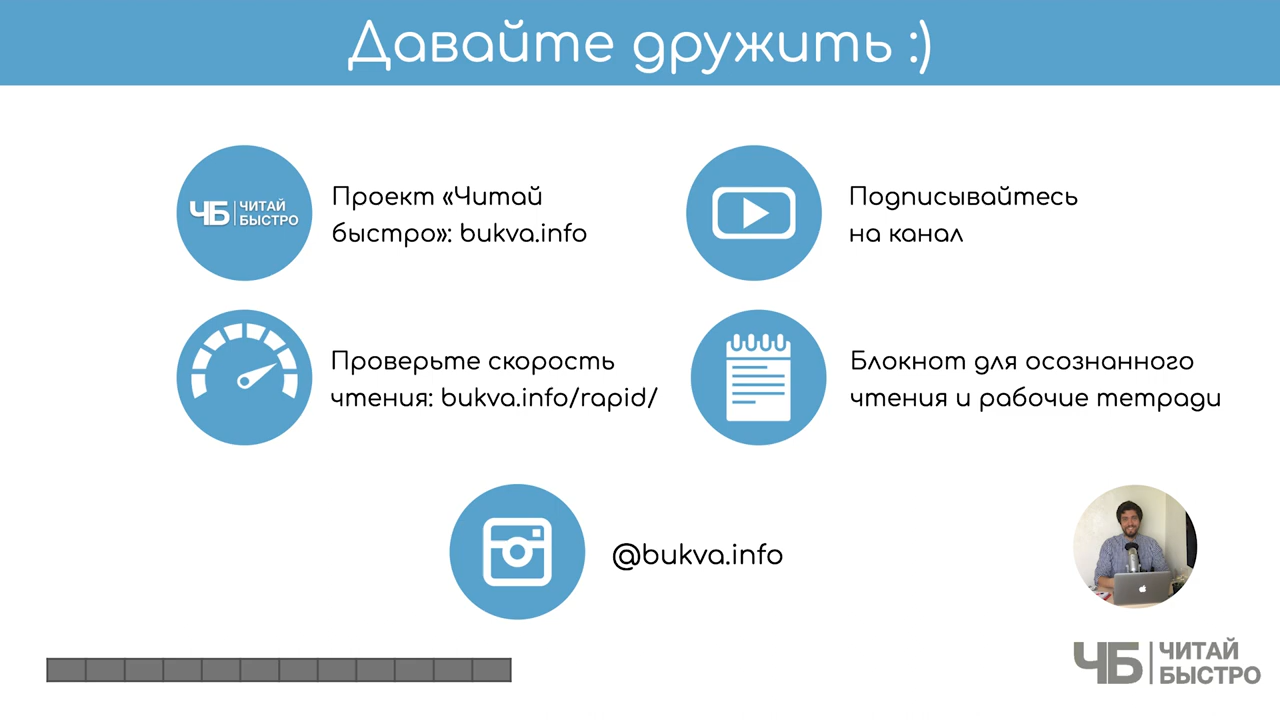 Давайте дружить :)
ЧБ ЧИТАЙ
БЫСТРО
Проект «Читай
быстро»: bukva.info
Подписывайтесь
на канал
Проверьте скорость
чтения: bukva.info/rapid/
Блокнот для осознанного
чтения и рабочие тетради
@bukva.info
ЧБ ЧИТАЙ
БЫСТРО